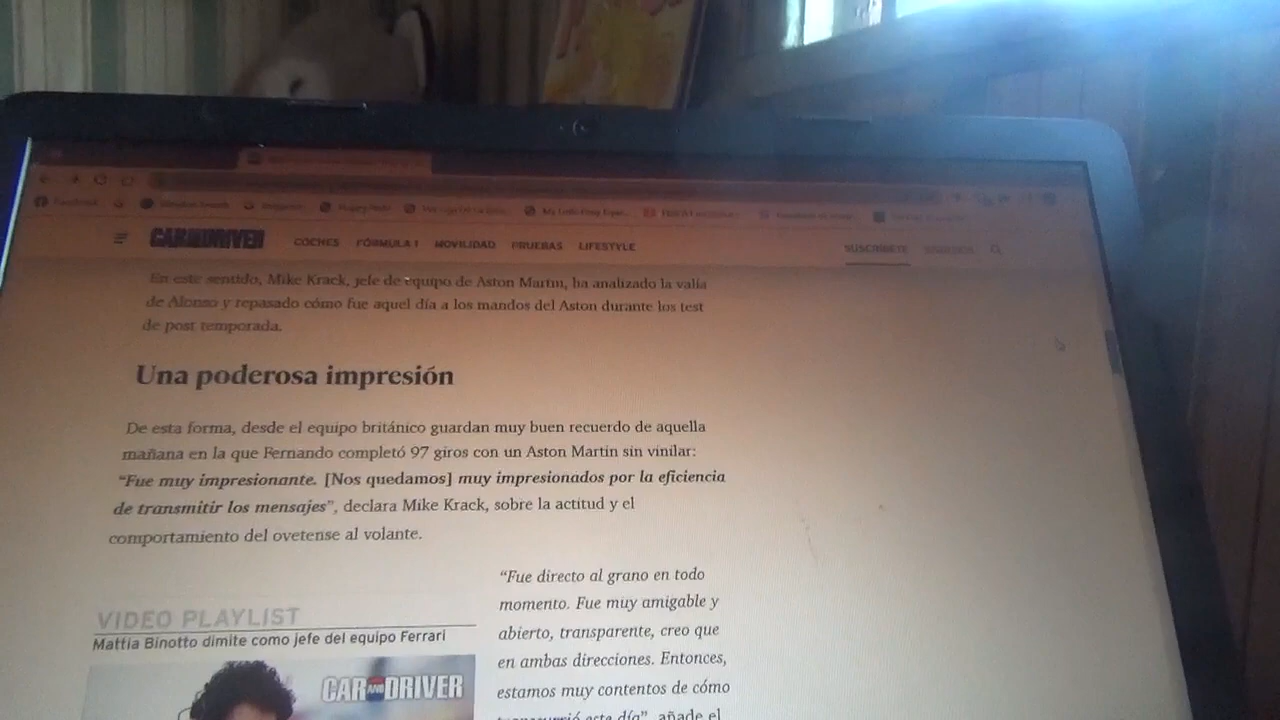 Facebook
CAR AND DRIVER COCHES FÓRMULA 1 MOVILIDAD PRUEBAS LIFESTYLE SUSCRÍBETE
En este sentido, Mike Krack, jefe de equipo de Aston Martin, ha analizado la valía
de Alonso y repasado cómo fue aquel día a los mandos del Aston durante los test
de post temporada.
Una poderosa impresión
De esta forma, desde el equipo británico guardan muy buen recuerdo de aquella
mañana en la que Fernando completó 97 giros con un Aston Martin sin vinilar:
“Fue muy impresionante. [Nos quedamos] muy impresionados por la eficiencia
de transmitir los mensajes”, declara Mike Krack, sobre la actitud y el
comportamiento del ovetense al volante.
VIDEO PLAYLIST
Mattia Binotto dimite como jefe del equipo Ferrari
CAR AND DRIVER
“Fue directo al grano en todo
momento. Fue muy amigable y
abierto, transparente, creo que
en ambas direcciones. Entonces,
estamos muy contentos de cómo
transcurrió este día”, añade el